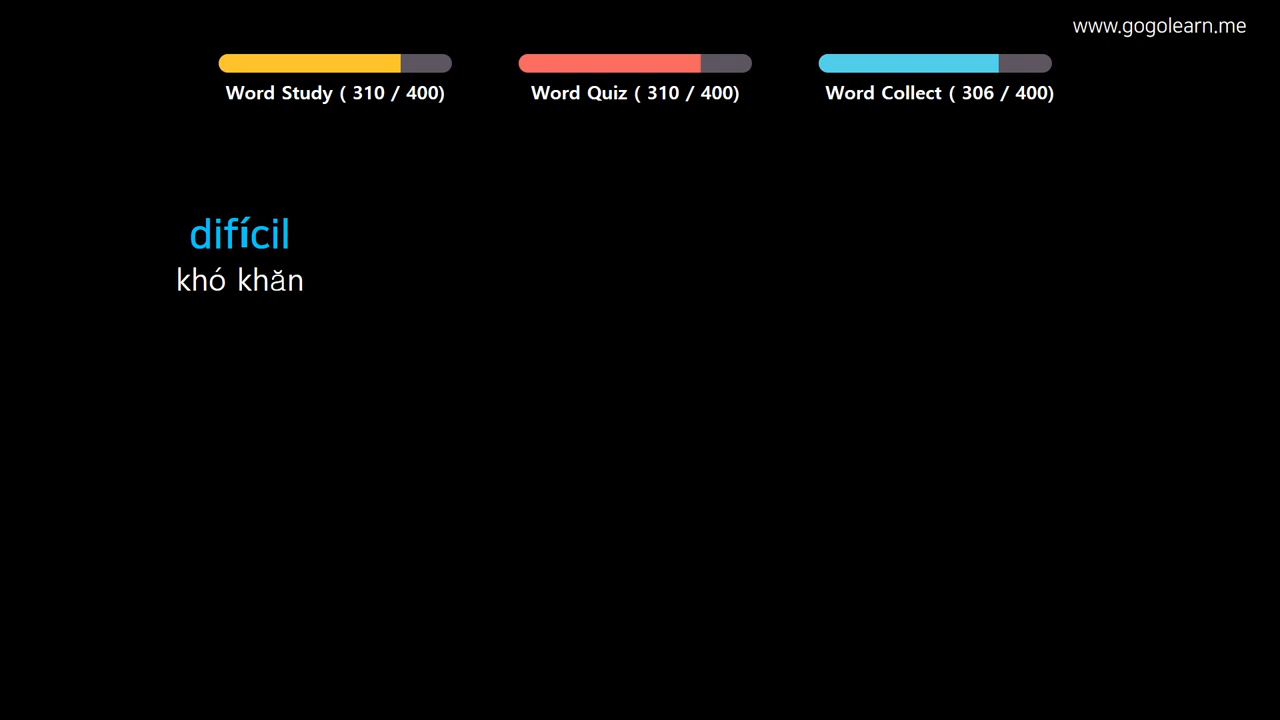 www.gogolearn.me
Word Study ( 310 / 400)
Word Quiz ( 310 / 400)
Word Collect ( 306 / 400)
difícil
khó khăn